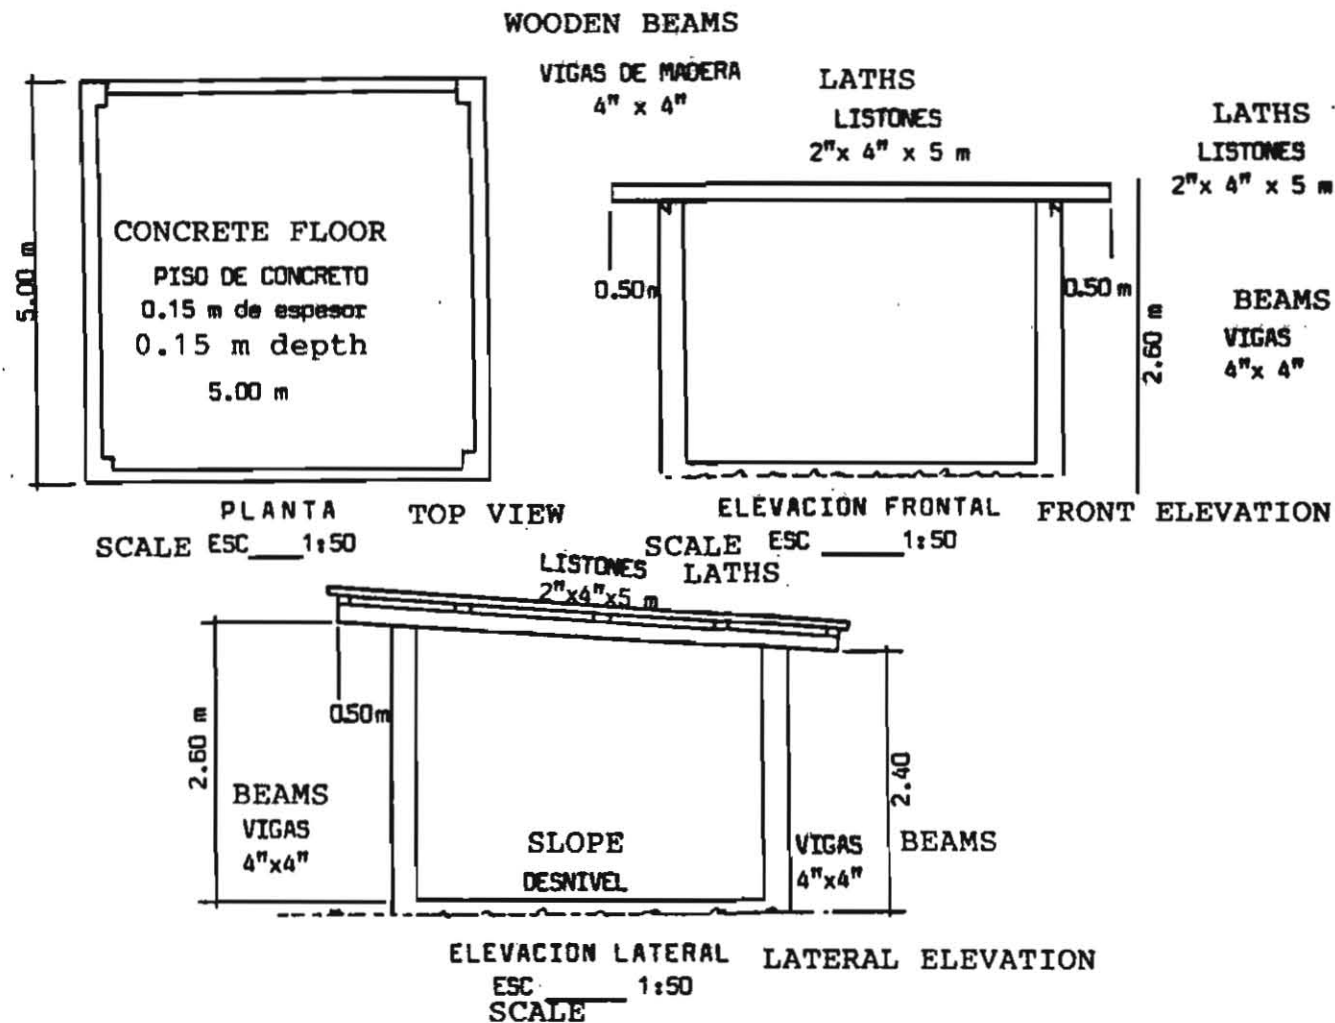 WOODEN BEAMS
VIGAS DE MADERA
4" x 4"
LATHS
LISTONES
2"x 4" x 5 m
LATHS
LISTONES
2"x 4" x 5 m
5.00 m
CONCRETE FLOOR
PISO DE CONCRETO
0.15 m de espesor
0.15 m depth
5.00 m
0.50 m
0.50 m
2.60 m
BEAMS
VIGAS
4"x 4"
PLANTA TOP VIEW
SCALE ESC 1:50
ELEVACION FRONTAL FRONT ELEVATION
SCALE ESC 1:50
LISTONES LATHS
2"x4"x5 m
2.60 m
0.50 m
BEAMS
VIGAS
4"x4"
SLOPE
DESNIVEL
2.40
VIGAS BEAMS
4"x4"
ELEVACION LATERAL LATERAL ELEVATION
ESC 1:50
SCALE